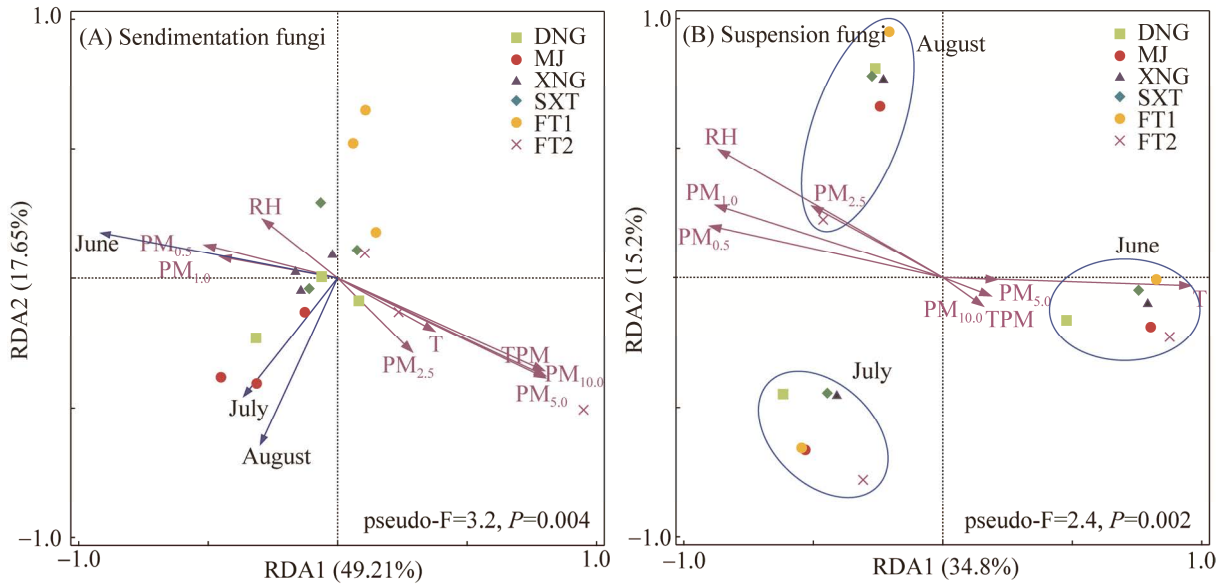 1.0
(A) Sendimentation fungi
DNG
MJ
XNG
SXT
FT1
FT2
RH
June
PM0.5
PM1.0
T
PM2.5
TPM
PM10.0
PM5.0
July
August
pseudo-F=3.2, P=0.004
RDA2 (17.65%)
−1.0
−1.0
RDA1 (49.21%)
1.0
1.0
(B) Suspension fungi
August
DNG
MJ
XNG
SXT
FT1
FT2
RH
PM1.0
PM2.5
PM0.5
June
PM5.0
T
PM10.0
TPM
July
pseudo-F=2.4, P=0.002
RDA2 (15.2%)
−1.0
−1.0
RDA1 (34.8%)
1.0